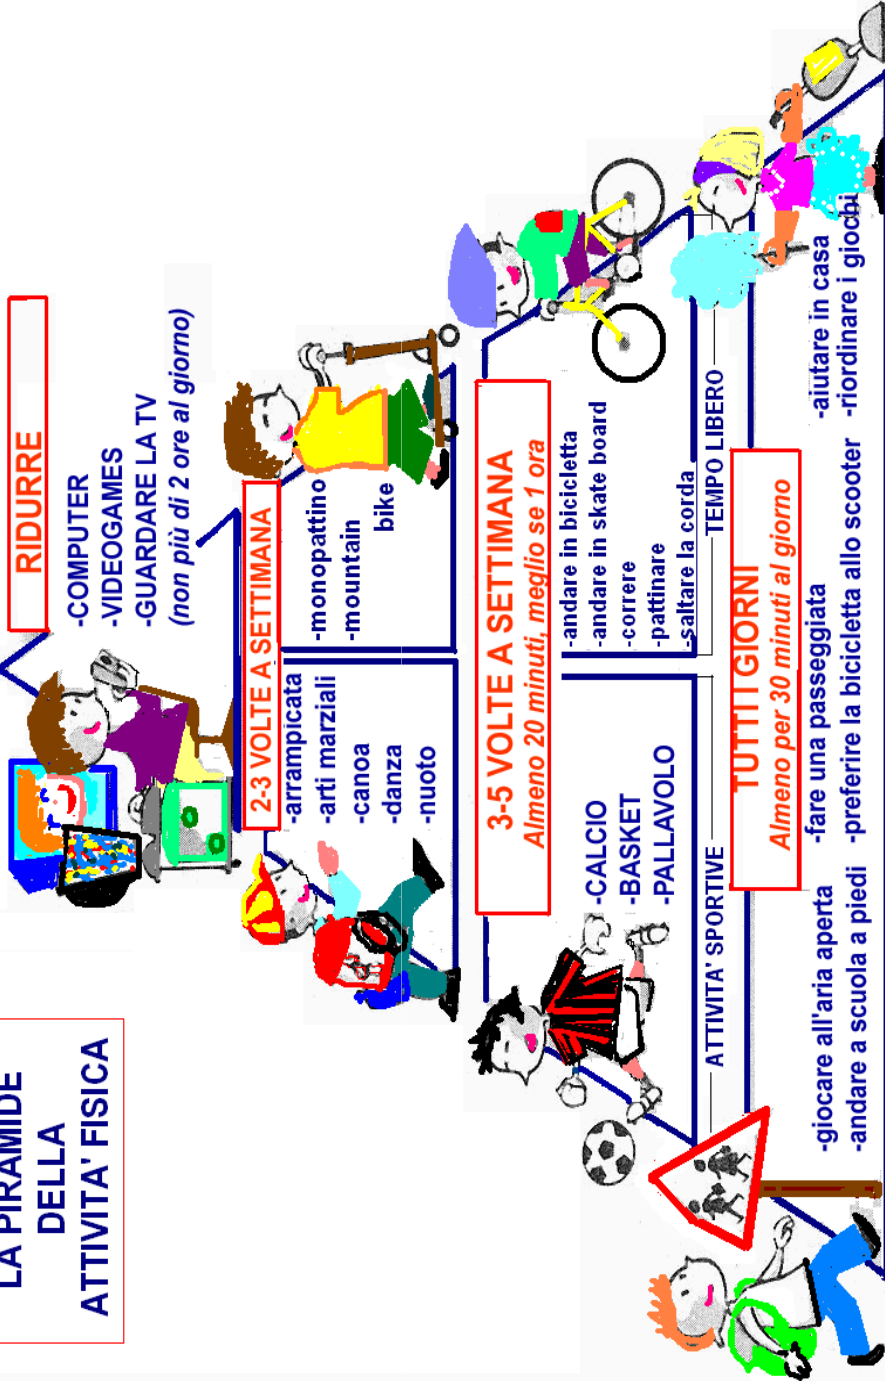 LA PIRAMIDE
DELLA
ATTIVITA' FISICA
RIDURRE
-COMPUTER
-VIDEOGAMES
-GUARDARE LA TV
(non più di 2 ore al giorno)
2-3 VOLTE A SETTIMANA
-arrampicata
-arti marziali
-canoa
-danza
-nuoto
-monopattino
-mountain
bike
3-5 VOLTE A SETTIMANA
Almeno 20 minuti, meglio se 1 ora
-CALCIO
-BASKET
-PALLAVOLO
-andare in bicicletta
-andare in skate board
-correre
-pattinare
-saltare la corda
ATTIVITA' SPORTIVE
TEMPO LIBERO
TUTTI I GIORNI
Almeno per 30 minuti al giorno
-giocare all'aria aperta
-andare a scuola a piedi
-fare una passeggiata
-preferire la bicicletta allo scooter
-aiutare in casa
-riordinare i giochi